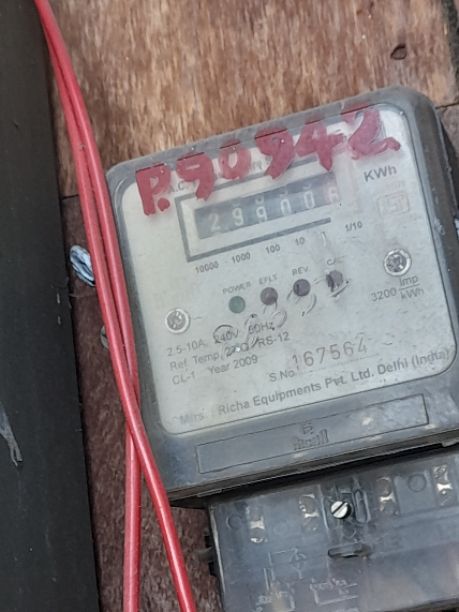 P.90942
KWh
299006
10000 1000 100 10 1 1/10
POWER EFLT REV CAL
3200 Imp/kWh
2.5-10A, 240V, 50Hz
Ref. Temp. 27 RS-12
CL-1 Year 2009
S No. 167564
M/rs. Richa Equipments Pvt. Ltd. Delhi (India)